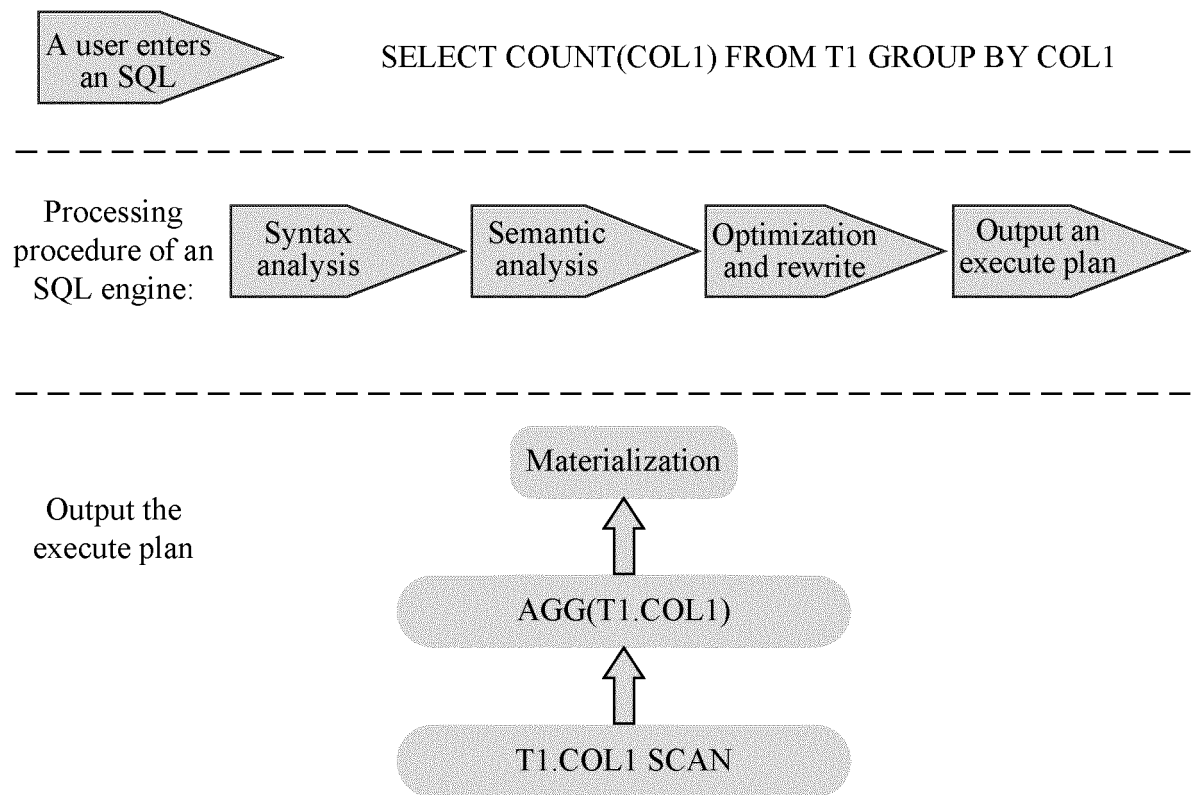 A user enters
an SQL
SELECT COUNT(COL1) FROM T1 GROUP BY COL1
Processing
procedure of an
SQL engine:
Syntax
analysis
Semantic
analysis
Optimization
and rewrite
Output an
execute plan
Output the
execute plan
Materialization
AGG(T1.COL1)
T1.COL1 SCAN